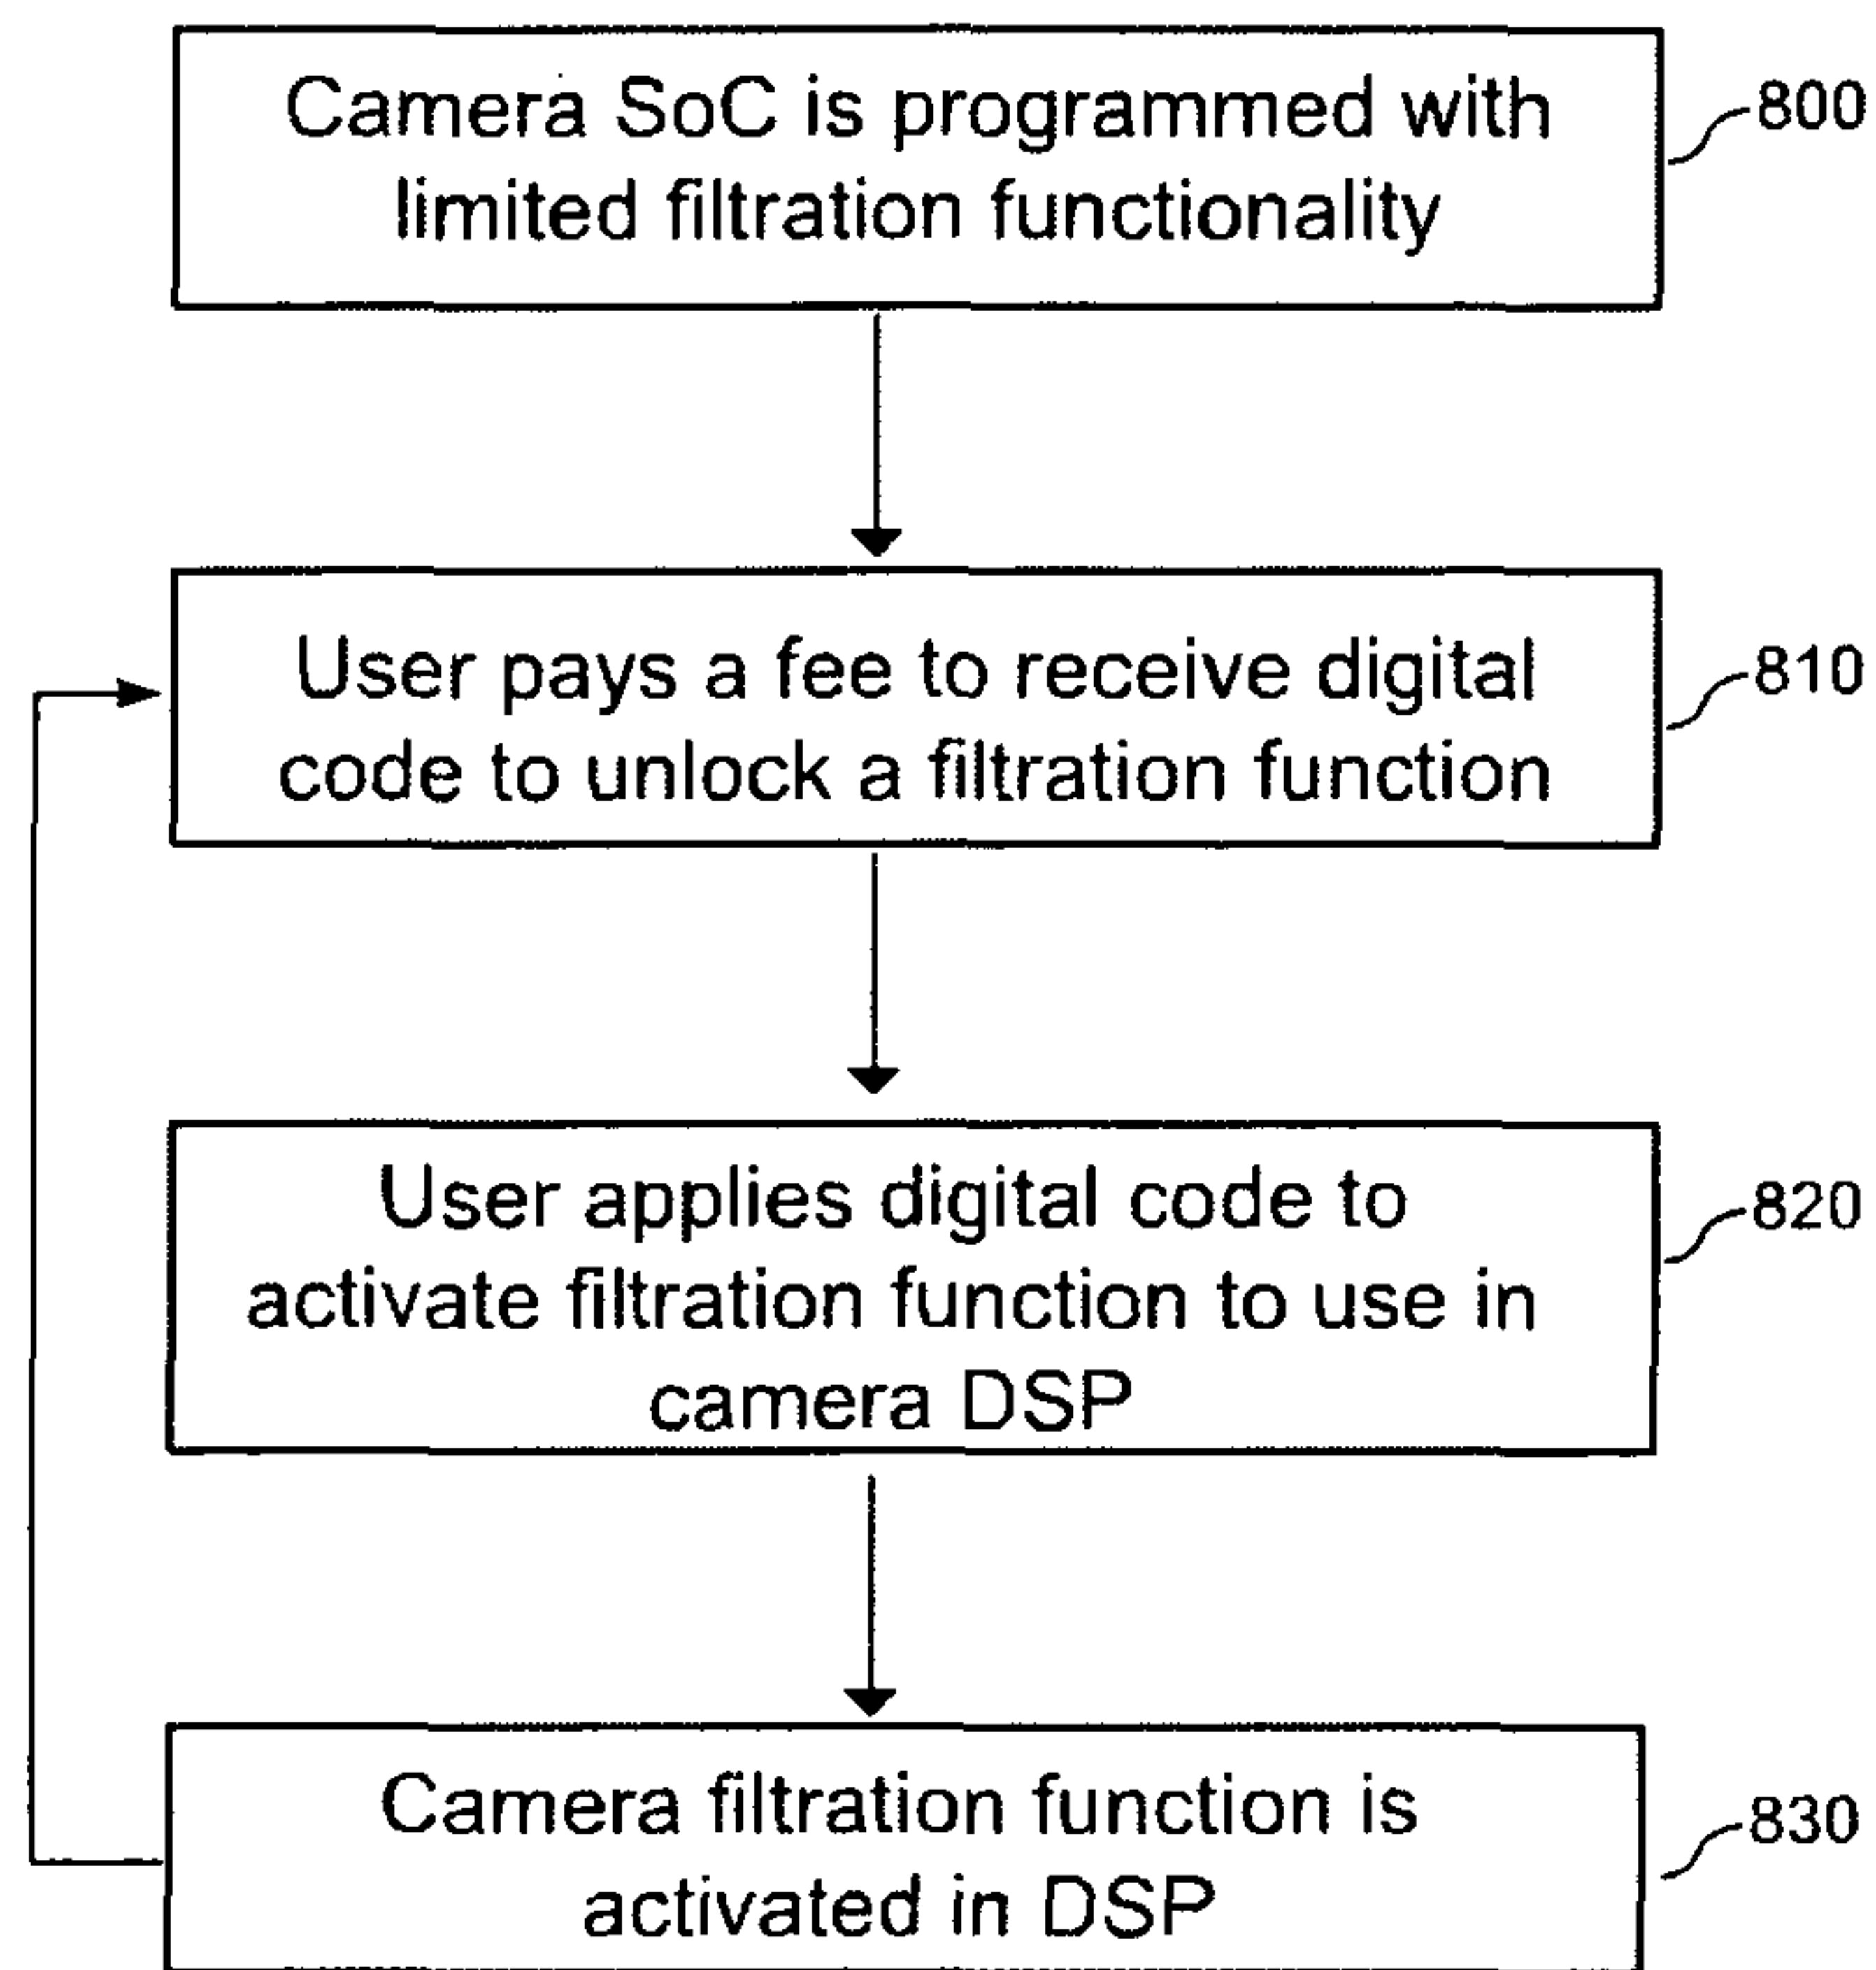 Camera SoC is programmed with
limited filtration functionality
800
User pays a fee to receive digital
code to unlock a filtration function
810
User applies digital code to
activate filtration function to use in
camera DSP
820
Camera filtration function is
activated in DSP
830